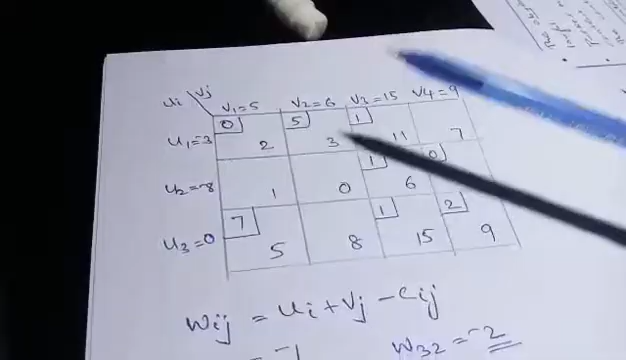 ui vj v1=5 v2=6 v3=15 v4=9
u1=-3 0 2 5 3 1 11 7
u2=-8 1 0 1 6 0
u3=0 7 5 8 1 15 2 9
wij = ui + vj - cij
= -1 w32 = -2